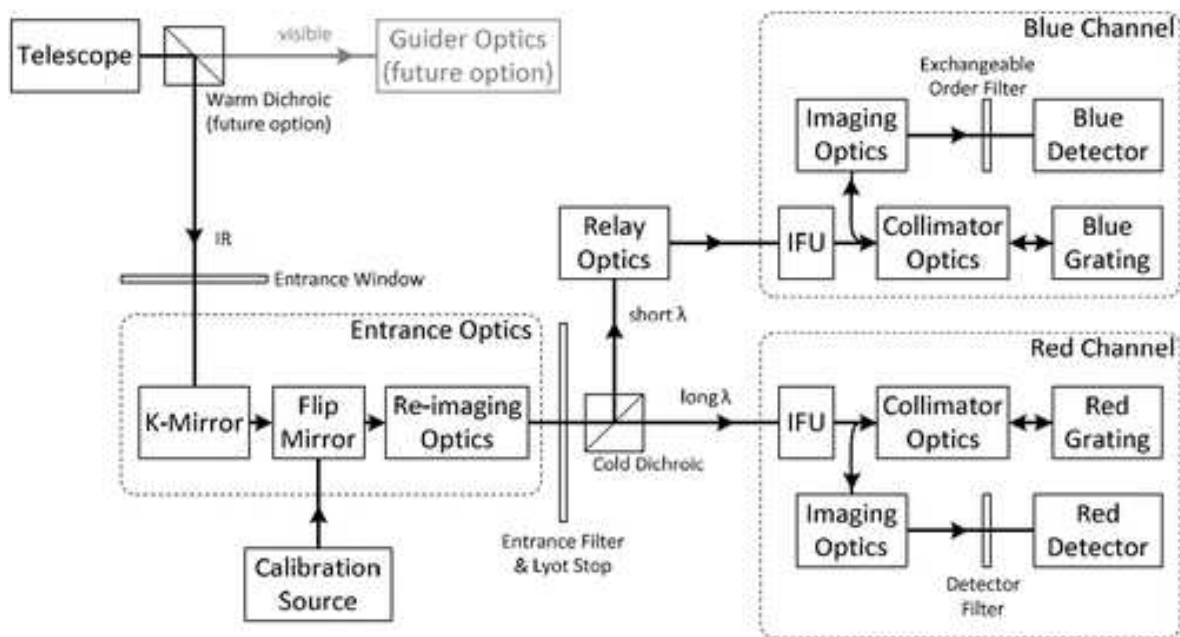 Telescope
visible
Guider Optics
(future option)
Warm Dichroic
(future option)
IR
Entrance Window
Entrance Optics
K-Mirror
Flip
Mirror
Re-imaging
Optics
Calibration
Source
Entrance Filter
& Lyot Stop
Cold Dichroic
short λ
long λ
Relay
Optics
Blue Channel
Exchangeable
Order Filter
Imaging
Optics
Blue
Detector
IFU
Collimator
Optics
Blue
Grating
Red Channel
IFU
Collimator
Optics
Red
Grating
Imaging
Optics
Red
Detector
Detector
Filter